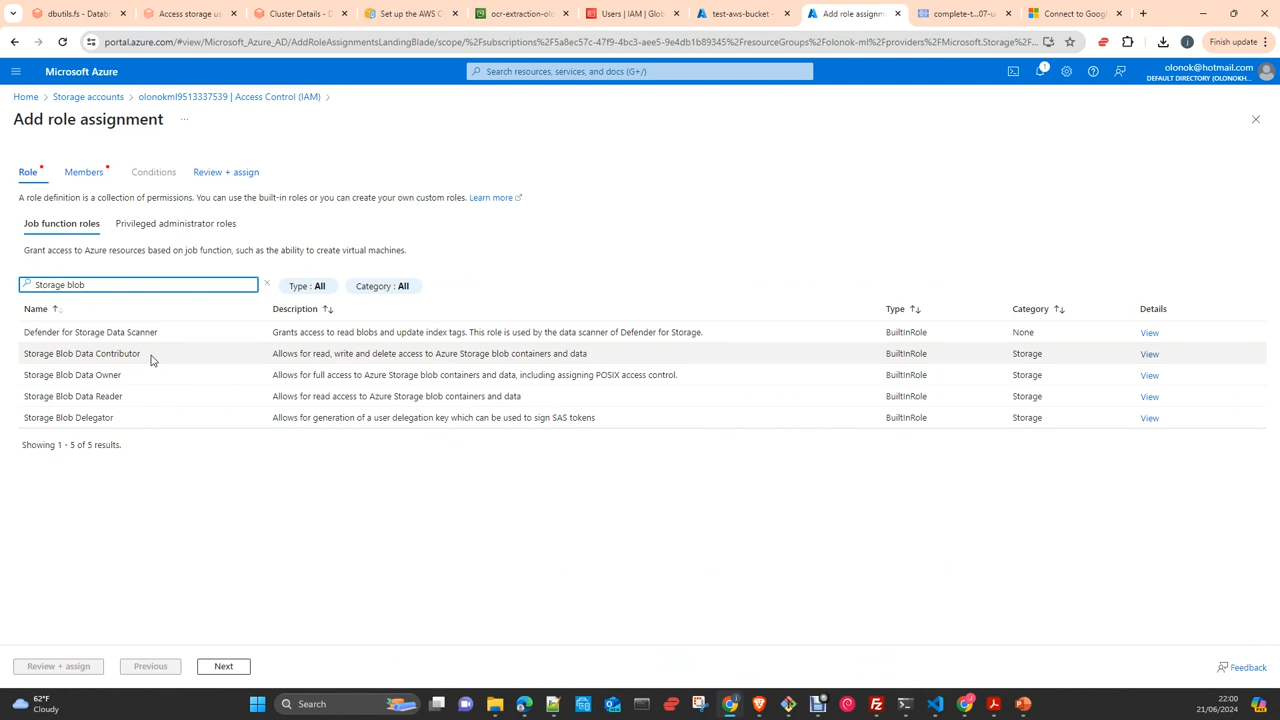 dbutils.fs - Datab
Access storage us
Cluster Details - D
Set up the AWS C
ocr-extraction-olo
Users | IAM | Glob
test-aws-bucket -
Add role assignm
complete-t...07-u
Connect to Googl
portal.azure.com/#view/Microsoft_Azure_AD/AddRoleAssignmentsLandingBlade/scope/%2Fsubscriptions%2F5a8ec57c-47f9-4bc3-aee5-9e4db1b89345%2FresourceGroups%2Folonok-ml%2Fproviders%2FMicrosoft.Storage%2F...
Finish update
Microsoft Azure
Search resources, services, and docs (G+/)
1
olonok@hotmail.com
DEFAULT DIRECTORY (OLONOKH...
Home > Storage accounts > olonokml9513337539 | Access Control (IAM) >
Add role assignment ...
Role Members Conditions Review + assign
A role definition is a collection of permissions. You can use the built-in roles or you can create your own custom roles. Learn more
Job function roles Privileged administrator roles
Grant access to Azure resources based on job function, such as the ability to create virtual machines.
Storage blob Type : All Category : All
Name Description Type Category Details
Defender for Storage Data Scanner Grants access to read blobs and update index tags. This role is used by the data scanner of Defender for Storage. BuiltInRole None View
Storage Blob Data Contributor Allows for read, write and delete access to Azure Storage blob containers and data BuiltInRole Storage View
Storage Blob Data Owner Allows for full access to Azure Storage blob containers and data, including assigning POSIX access control. BuiltInRole Storage View
Storage Blob Data Reader Allows for read access to Azure Storage blob containers and data BuiltInRole Storage View
Storage Blob Delegator Allows for generation of a user delegation key which can be used to sign SAS tokens BuiltInRole Storage View
Showing 1 - 5 of 5 results.
Review + assign Previous Next Feedback
62°F
Cloudy
Search
22:00
21/06/2024